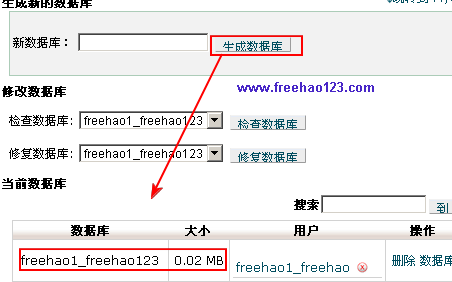 生成新的数据库
新数据库： 生成数据库
www.freehao123.com
修改数据库
检查数据库： freehao1_freehao123 检查数据库
修复数据库： freehao1_freehao123 修复数据库
当前数据库
搜索 到
数据库 大小 用户 操作
freehao1_freehao123 0.02 MB freehao1_freehao 删除 数据库